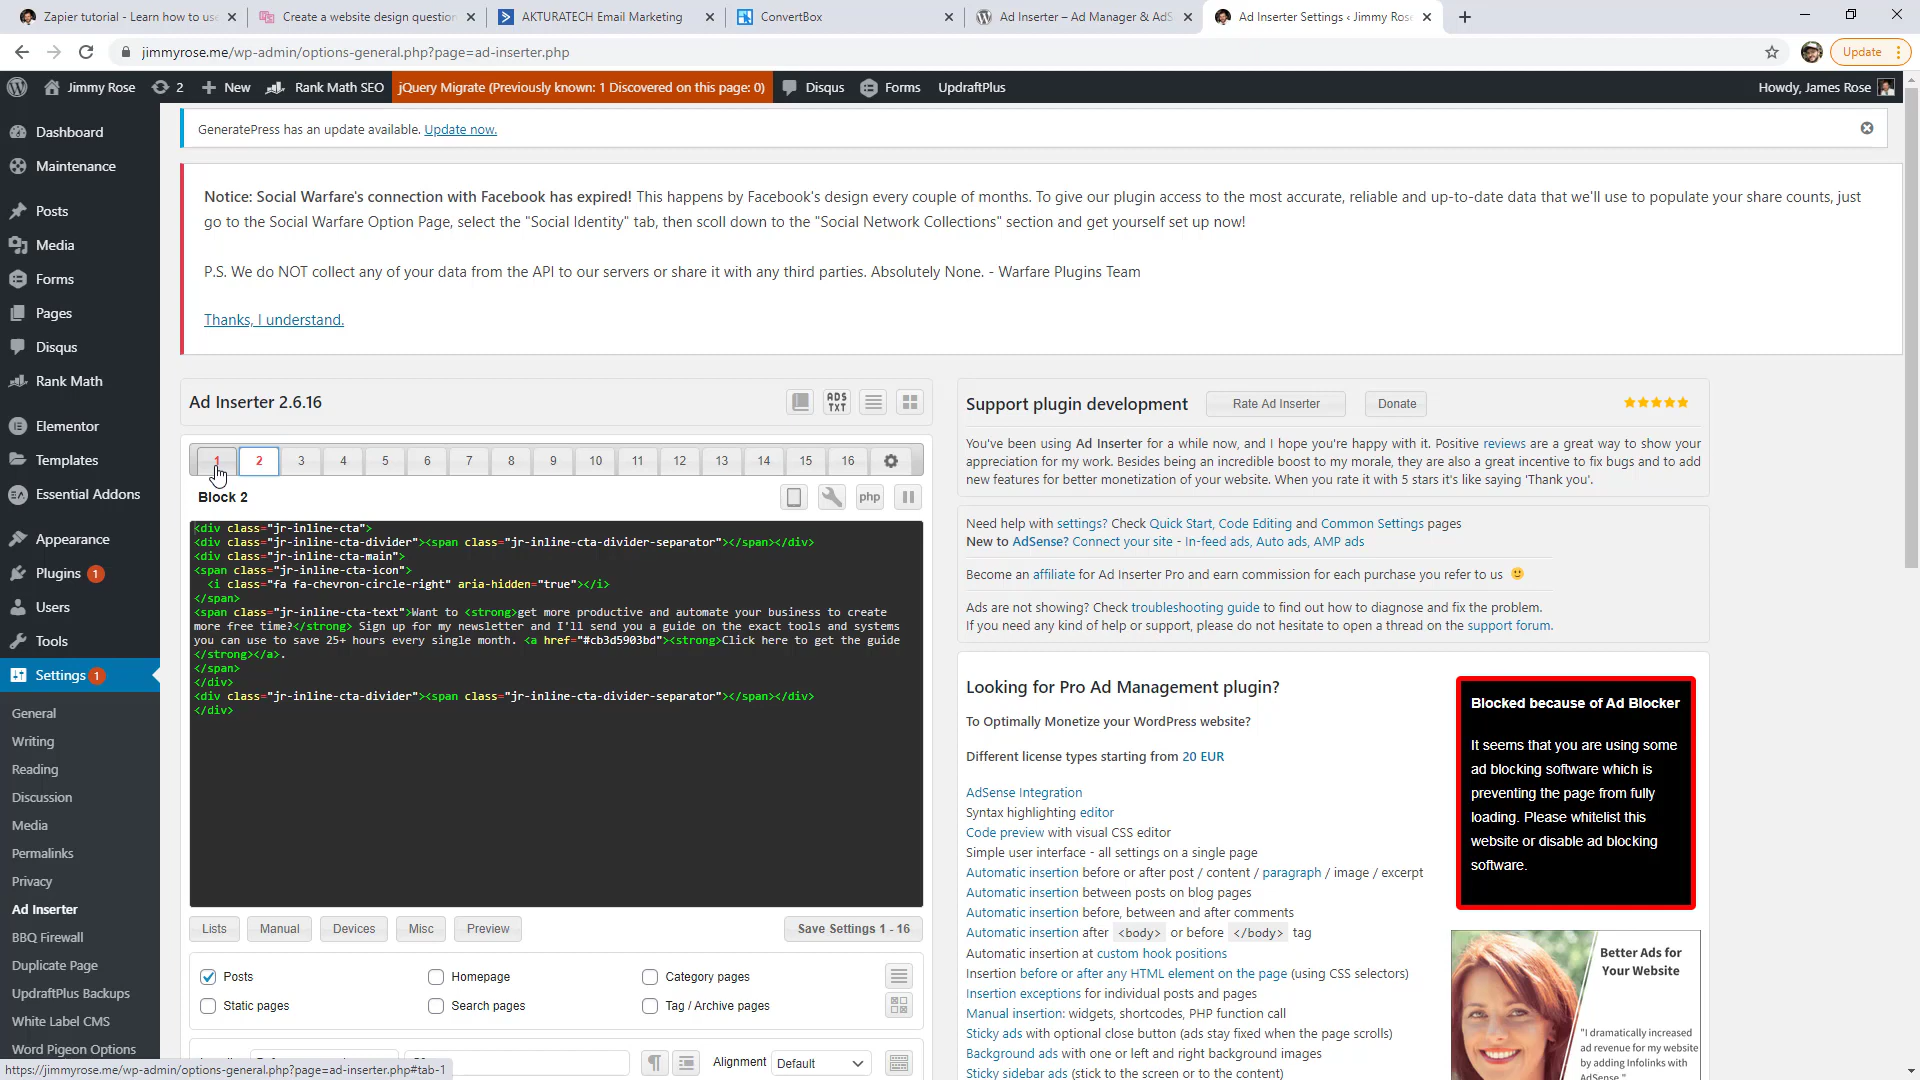 Zapier tutorial - Learn how to us
Create a website design question
AKTURATECH Email Marketing
ConvertBox
Ad Inserter – Ad Manager & AdS
Ad Inserter Settings ‹ Jimmy Rose
jimmyrose.me/wp-admin/options-general.php?page=ad-inserter.php
Update
Jimmy Rose
2
New
Rank Math SEO
jQuery Migrate (Previously known: 1 Discovered on this page: 0)
Disqus
Forms
UpdraftPlus
Howdy, James Rose
Dashboard
Maintenance
Posts
Media
Forms
Pages
Disqus
Rank Math
Elementor
Templates
Essential Addons
Appearance
Plugins 1
Users
Tools
Settings 1
General
Writing
Reading
Discussion
Media
Permalinks
Privacy
Ad Inserter
BBQ Firewall
Duplicate Page
UpdraftPlus Backups
White Label CMS
Word Pigeon Options
GeneratePress has an update available. Update now.
Notice: Social Warfare's connection with Facebook has expired! This happens by Facebook's design every couple of months. To give our plugin access to the most accurate, reliable and up-to-date data that we'll use to populate your share counts, just
go to the Social Warfare Option Page, select the "Social Identity" tab, then scoll down to the "Social Network Collections" section and get yourself set up now!
P.S. We do NOT collect any of your data from the API to our servers or share it with any third parties. Absolutely None. - Warfare Plugins Team
Thanks, I understand.
Ad Inserter 2.6.16
ADS
TXT
1 2 3 4 5 6 7 8 9 10 11 12 13 14 15 16
Block 2
php
<div class="jr-inline-cta">
<div class="jr-inline-cta-divider"><span class="jr-inline-cta-divider-separator"></span></div>
<div class="jr-inline-cta-main">
<span class="jr-inline-cta-icon">
<i class="fa fa-chevron-circle-right" aria-hidden="true"></i>
</span>
<span class="jr-inline-cta-text">Want to <strong>get more productive and automate your business to create
more free time?</strong> Sign up for my newsletter and I'll send you a guide on the exact tools and systems
you can use to save 25+ hours every single month. <a href="#cb3d5903bd"><strong>Click here to get the guide
</strong></a>.
</span>
</div>
<div class="jr-inline-cta-divider"><span class="jr-inline-cta-divider-separator"></span></div>
</div>
Lists
Manual
Devices
Misc
Preview
Save Settings 1 - 16
Posts
Homepage
Category pages
Static pages
Search pages
Tag / Archive pages
Alignment
Default
https://jimmyrose.me/wp-admin/options-general.php?page=ad-inserter.php#tab-1
Support plugin development
Rate Ad Inserter
Donate
You've been using Ad Inserter for a while now, and I hope you're happy with it. Positive reviews are a great way to show your
appreciation for my work. Besides being an incredible boost to my morale, they are also a great incentive to fix bugs and to add
new features for better monetization of your website. When you rate it with 5 stars it's like saying 'Thank you'.
Need help with settings? Check Quick Start, Code Editing and Common Settings pages
New to AdSense? Connect your site - In-feed ads, Auto ads, AMP ads
Become an affiliate for Ad Inserter Pro and earn commission for each purchase you refer to us
Ads are not showing? Check troubleshooting guide to find out how to diagnose and fix the problem.
If you need any kind of help or support, please do not hesitate to open a thread on the support forum.
Looking for Pro Ad Management plugin?
To Optimally Monetize your WordPress website?
Different license types starting from 20 EUR
AdSense Integration
Syntax highlighting editor
Code preview with visual CSS editor
Simple user interface - all settings on a single page
Automatic insertion before or after post / content / paragraph / image / excerpt
Automatic insertion between posts on blog pages
Automatic insertion before, between and after comments
Automatic insertion after <body> or before </body> tag
Automatic insertion at custom hook positions
Insertion before or after any HTML element on the page (using CSS selectors)
Insertion exceptions for individual posts and pages
Manual insertion: widgets, shortcodes, PHP function call
Sticky ads with optional close button (ads stay fixed when the page scrolls)
Background ads with one or left and right background images
Sticky sidebar ads (stick to the screen or to the content)
Blocked because of Ad Blocker
It seems that you are using some
ad blocking software which is
preventing the page from fully
loading. Please whitelist this
website or disable ad blocking
software.
Better Ads for
Your Website
"I dramatically increased
ad revenue for my website
by adding Infolinks with
AdSense."